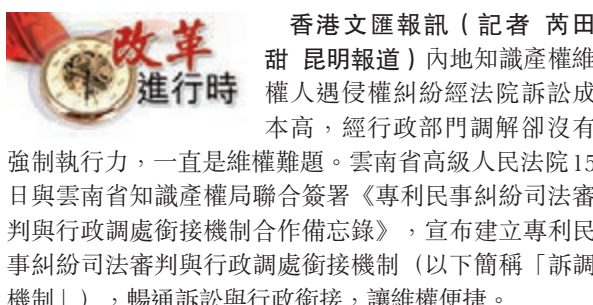 改革
進行時
香港文匯報訊（記者 芮田
甜 昆明報道）內地知識產權維
權人遇侵權糾紛經法院訴訟成
本高，經行政部門調解卻沒有
強制執行力，一直是維權難題。雲南省高級人民法院15
日與雲南省知識產權局聯合簽署《專利民事糾紛司法審
判與行政調處銜接機制合作備忘錄》，宣布建立專利民
事糾紛司法審判與行政調處銜接機制（以下簡稱「訴調
機制」），暢通訴訟與行政銜接，讓維權便捷。